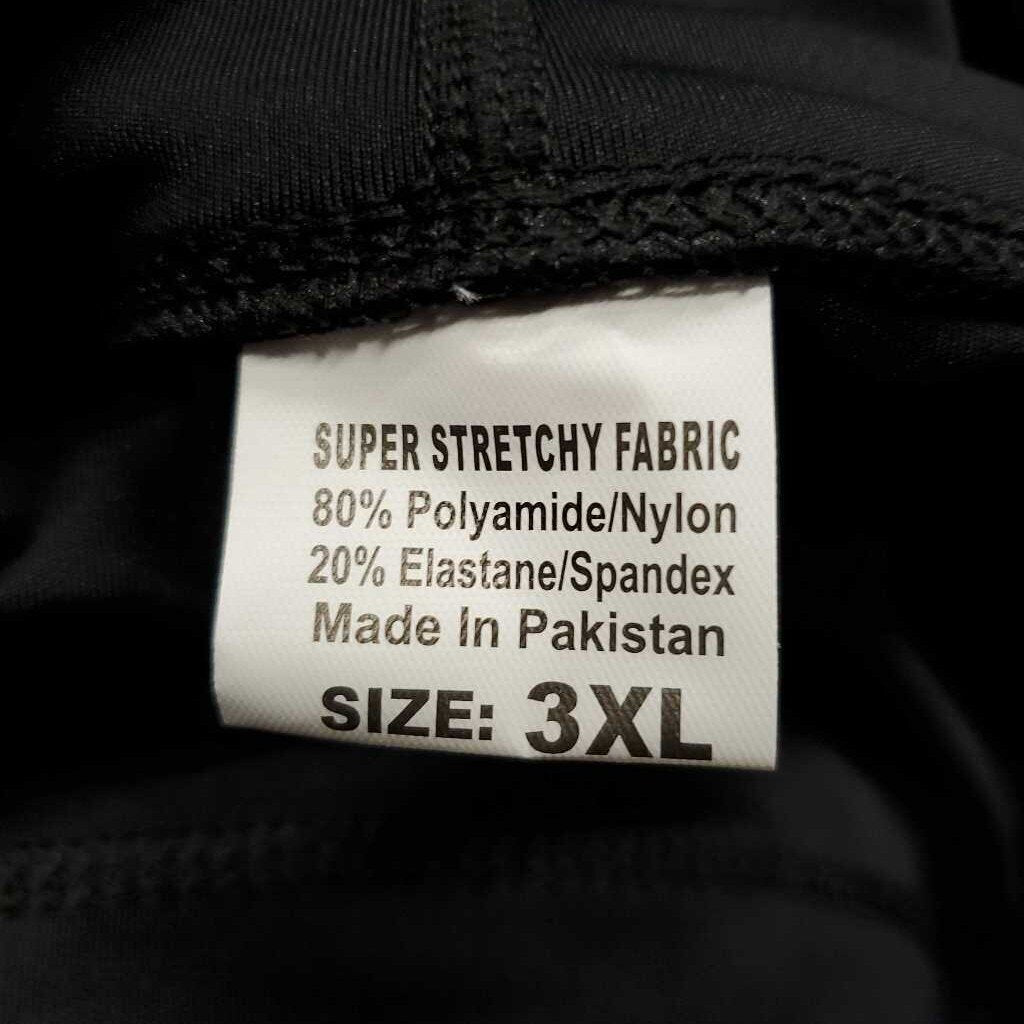 SUPER STRETCHY FABRIC
80% Polyamide/Nylon
20% Elastane/Spandex
Made In Pakistan
SIZE: 3XL